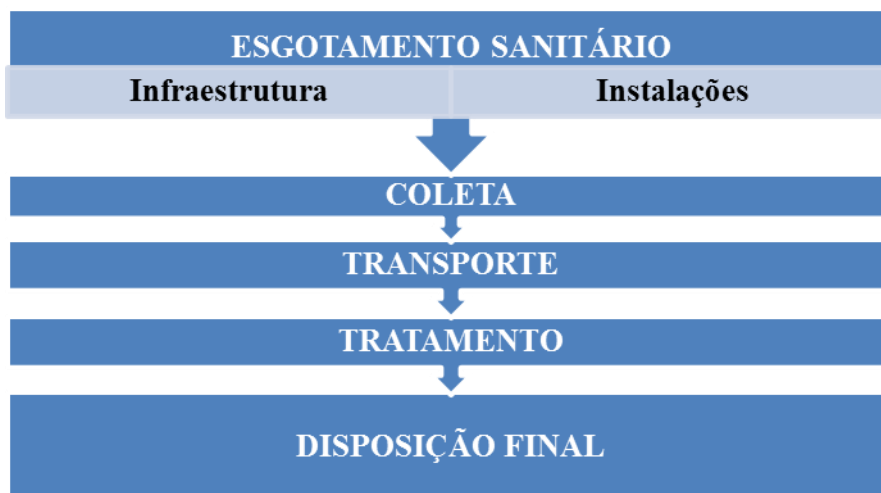 ESGOTAMENTO SANITÁRIO
Infraestrutura
Instalações
COLETA
TRANSPORTE
TRATAMENTO
DISPOSIÇÃO FINAL